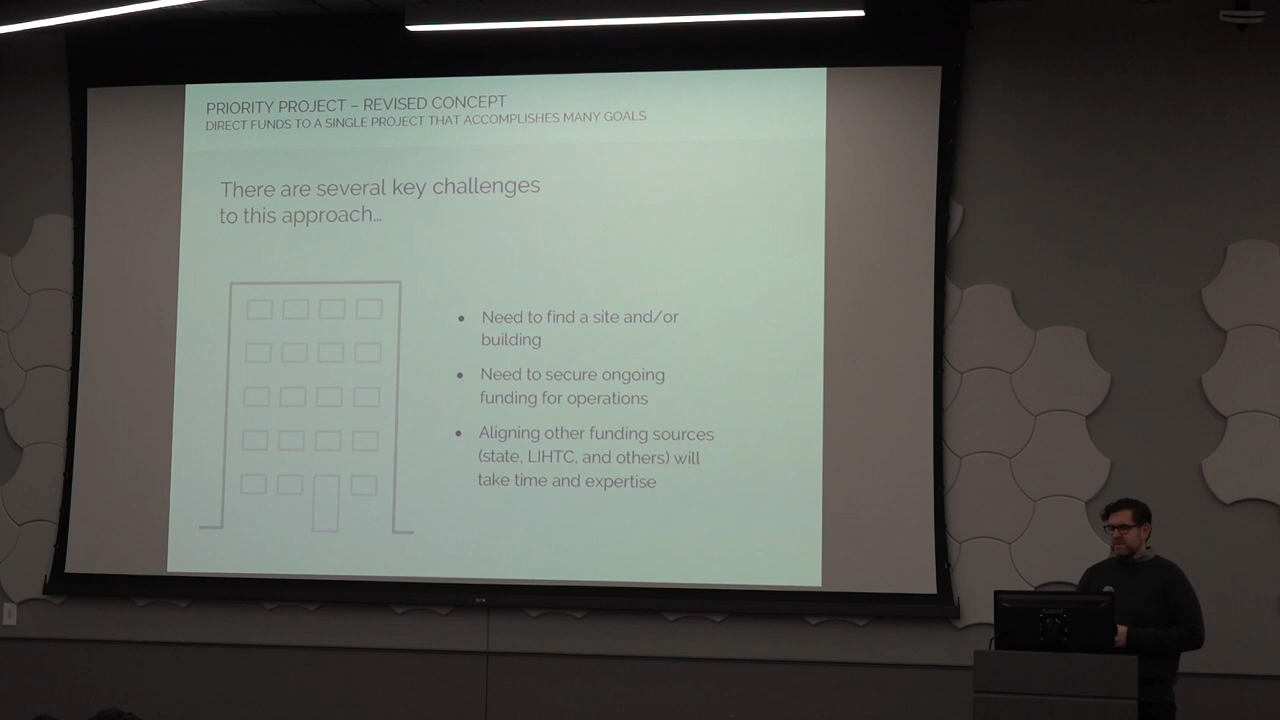 PRIORITY PROJECT – REVISED CONCEPT
DIRECT FUNDS TO A SINGLE PROJECT THAT ACCOMPLISHES MANY GOALS
There are several key challenges
to this approach...
• Need to find a site and/or
building
• Need to secure ongoing
funding for operations
• Aligning other funding sources
(state, LIHTC, and others) will
take time and expertise